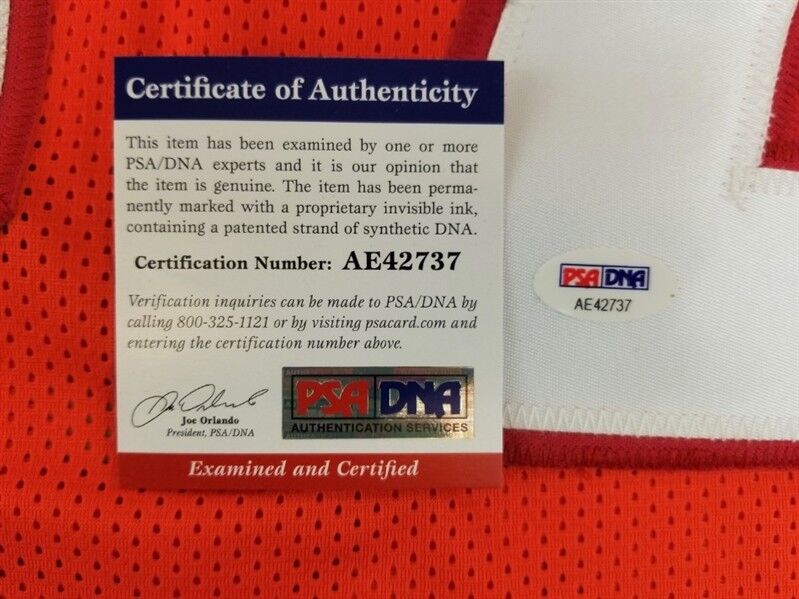 Certificate of Authenticity
This item has been examined by one or more
PSA/DNA experts and it is our opinion that
the item is genuine. The item has been perma-
nently marked with a proprietary invisible ink,
containing a patented strand of synthetic DNA.
Certification Number: AE42737
Verification inquiries can be made to PSA/DNA by
calling 800-325-1121 or by visiting psacard.com and
entering the certification number above.
Joe Orlando
President, PSA/DNA
PSA DNA
AUTHENTICATION SERVICES
Examined and Certified
PSA DNA
AE42737